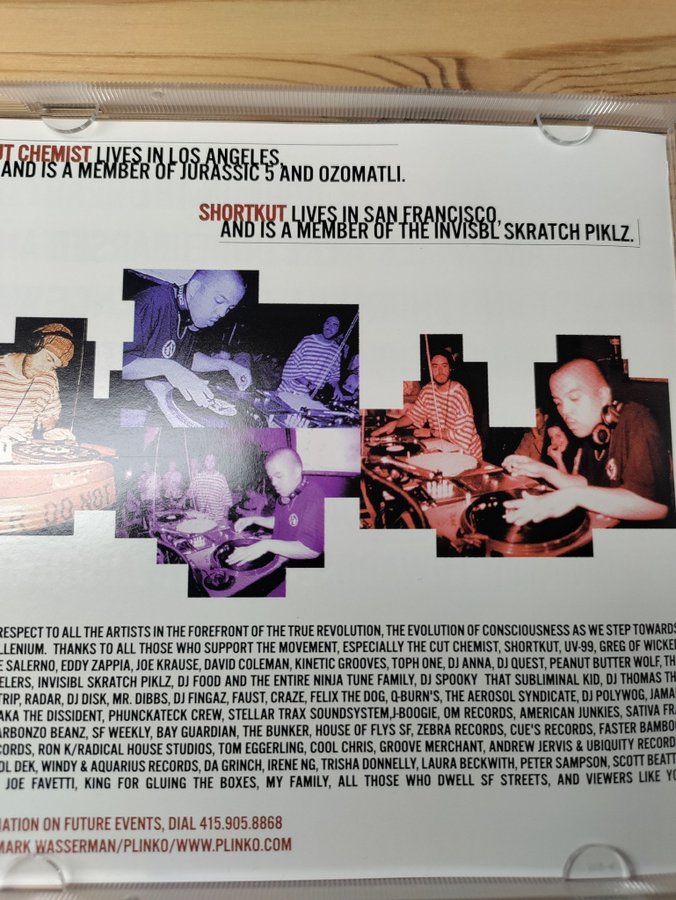 UT CHEMIST LIVES IN LOS ANGELES,
AND IS A MEMBER OF JURASSIC 5 AND OZOMATLI.
SHORTKUT LIVES IN SAN FRANCISCO,
AND IS A MEMBER OF THE INVISBL SKRATCH PIKLZ.
DO NOT
RESPECT TO ALL THE ARTISTS IN THE FOREFRONT OF THE TRUE REVOLUTION, THE EVOLUTION OF CONSCIOUSNESS AS WE STEP TOWARDS
LLENIUM. THANKS TO ALL THOSE WHO SUPPORT THE MOVEMENT, ESPECIALLY THE CUT CHEMIST, SHORTKUT, UV-99, GREG OF WICKE
E SALERNO, EDDY ZAPPIA, JOE KRAUSE, DAVID COLEMAN, KINETIC GROOVES, TOPH ONE, DJ ANNA, DJ QUEST, PEANUT BUTTER WOLF, TH
ELERS, INVISIBL SKRATCH PIKLZ, DJ FOOD AND THE ENTIRE NINJA TUNE FAMILY, DJ SPOOKY THAT SUBLIMINAL KID, DJ THOMAS TH
TRIP, RADAR, DJ DISK, MR. DIBBS, DJ FINGAZ, FAUST, CRAZE, FELIX THE DOG, Q-BURN'S, THE AEROSOL SYNDICATE, DJ POLYWOG, JAMA
AKA THE DISSIDENT, PHUNCKATECK CREW, STELLAR TRAX SOUNDSYSTEM,J-BOOGIE, OM RECORDS, AMERICAN JUNKIES, SATIVA FR
ARBONZO BEANZ, SF WEEKLY, BAY GUARDIAN, THE BUNKER, HOUSE OF FLYS SF, ZEBRA RECORDS, CUE'S RECORDS, FASTER BAMBO
CORDS, RON K/RADICAL HOUSE STUDIOS, TOM EGGERLING, COOL CHRIS, GROOVE MERCHANT, ANDREW JERVIS & UBIQUITY RECORD
OL DEK, WINDY & AQUARIUS RECORDS, DA GRINCH, IRENE NG, TRISHA DONNELLY, LAURA BECKWITH, PETER SAMPSON, SCOTT BEATT
JOE FAVETTI, KING FOR GLUING THE BOXES, MY FAMILY, ALL THOSE WHO DWELL SF STREETS, AND VIEWERS LIKE YO
MATION ON FUTURE EVENTS, DIAL 415.905.8868
MARK WASSERMAN/PLINKO/WWW.PLINKO.COM